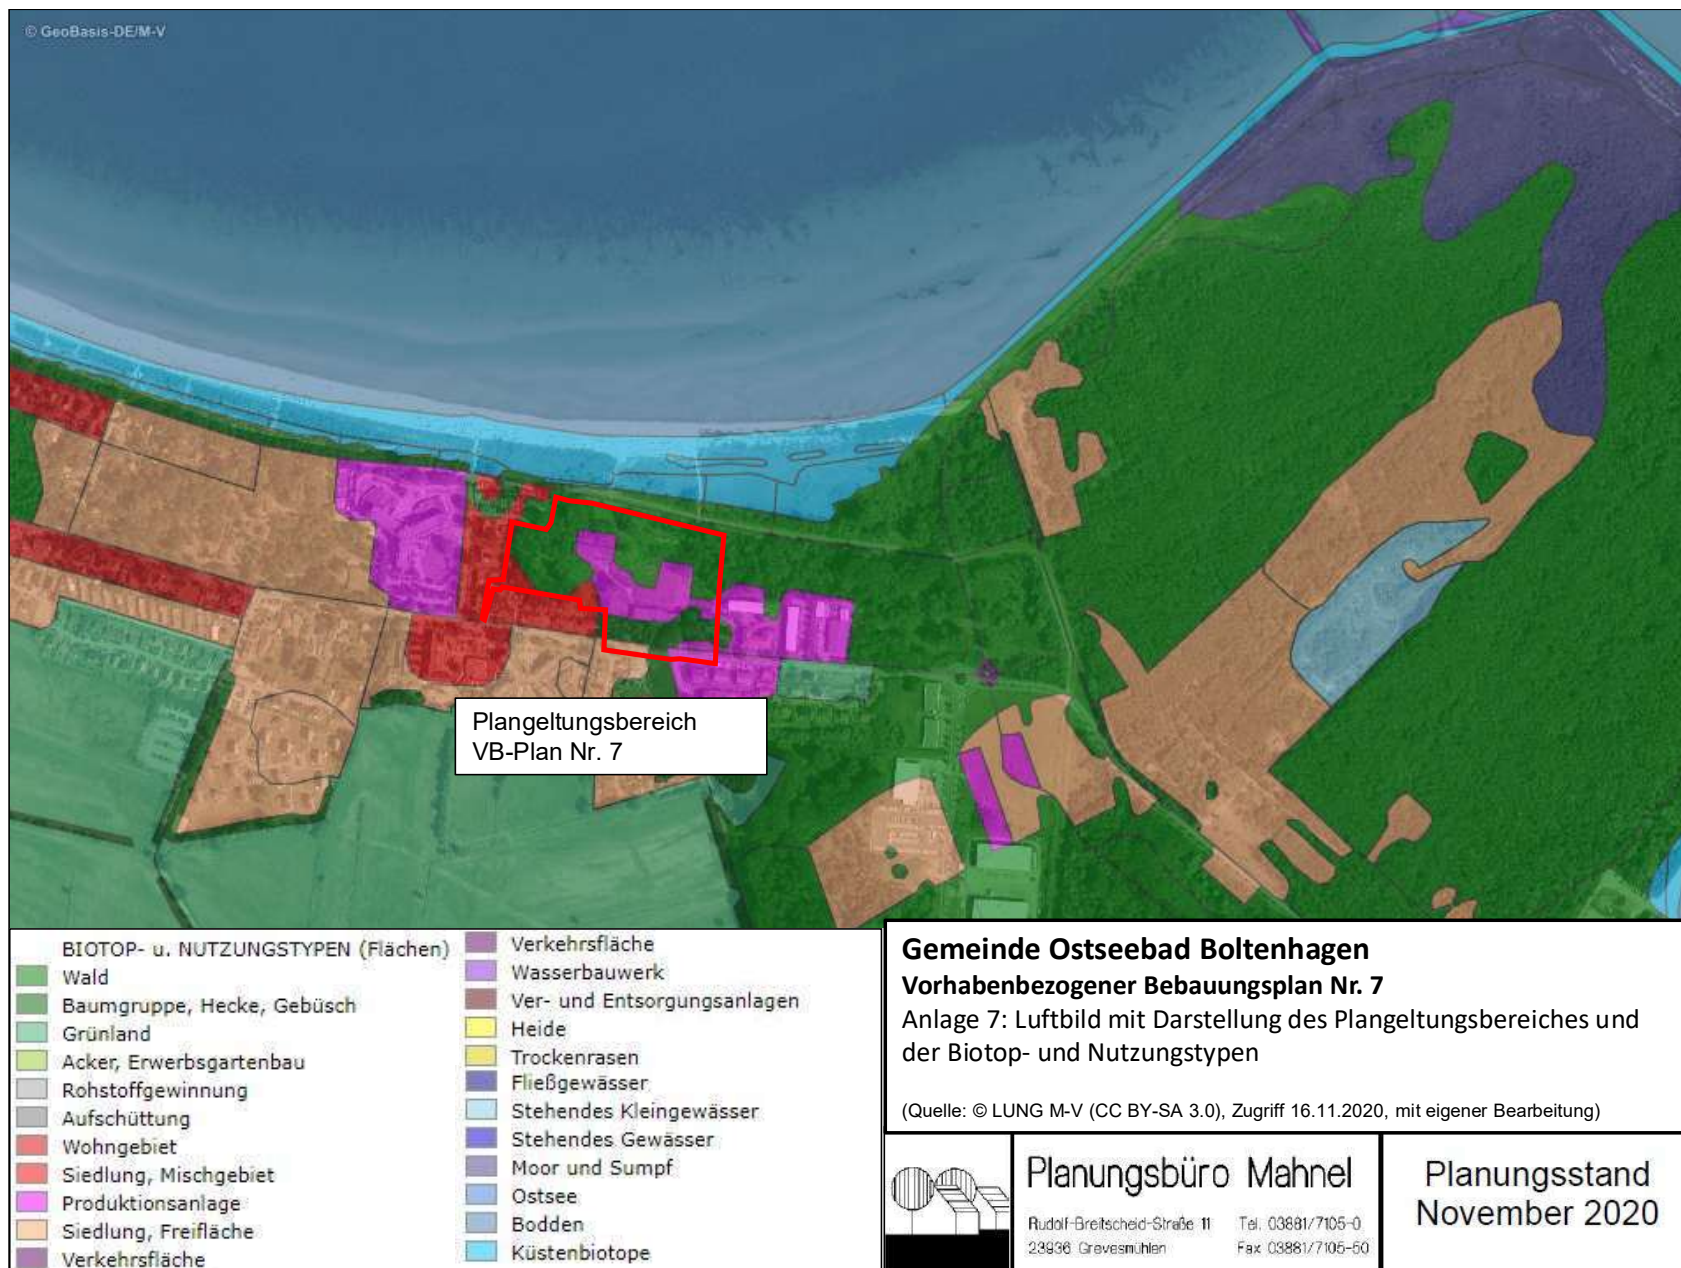 © GeoBasis-DE/M-V
Plangeltungsbereich
VB-Plan Nr. 7
BIOTOP- u. NUTZUNGSTYPEN (Flächen)
Wald
Baumgruppe, Hecke, Gebüsch
Grünland
Acker, Erwerbsgartenbau
Rohstoffgewinnung
Aufschüttung
Wohngebiet
Siedlung, Mischgebiet
Produktionsanlage
Siedlung, Freifläche
Verkehrsfläche
Verkehrsfläche
Wasserbauwerk
Ver- und Entsorgungsanlagen
Heide
Trockenrasen
Fließgewässer
Stehendes Kleingewässer
Stehendes Gewässer
Moor und Sumpf
Ostsee
Bodden
Küstenbiotope
Gemeinde Ostseebad Boltenhagen
Vorhabenbezogener Bebauungsplan Nr. 7
Anlage 7: Luftbild mit Darstellung des Plangeltungsbereiches und
der Biotop- und Nutzungstypen
(Quelle: © LUNG M-V (CC BY-SA 3.0), Zugriff 16.11.2020, mit eigener Bearbeitung)
Planungsbüro Mahnel
Rudolf-Breitscheid-Straße 11 Tel. 03881/7105-0
23936 Grevesmühlen Fax 03881/7105-50
Planungsstand
November 2020